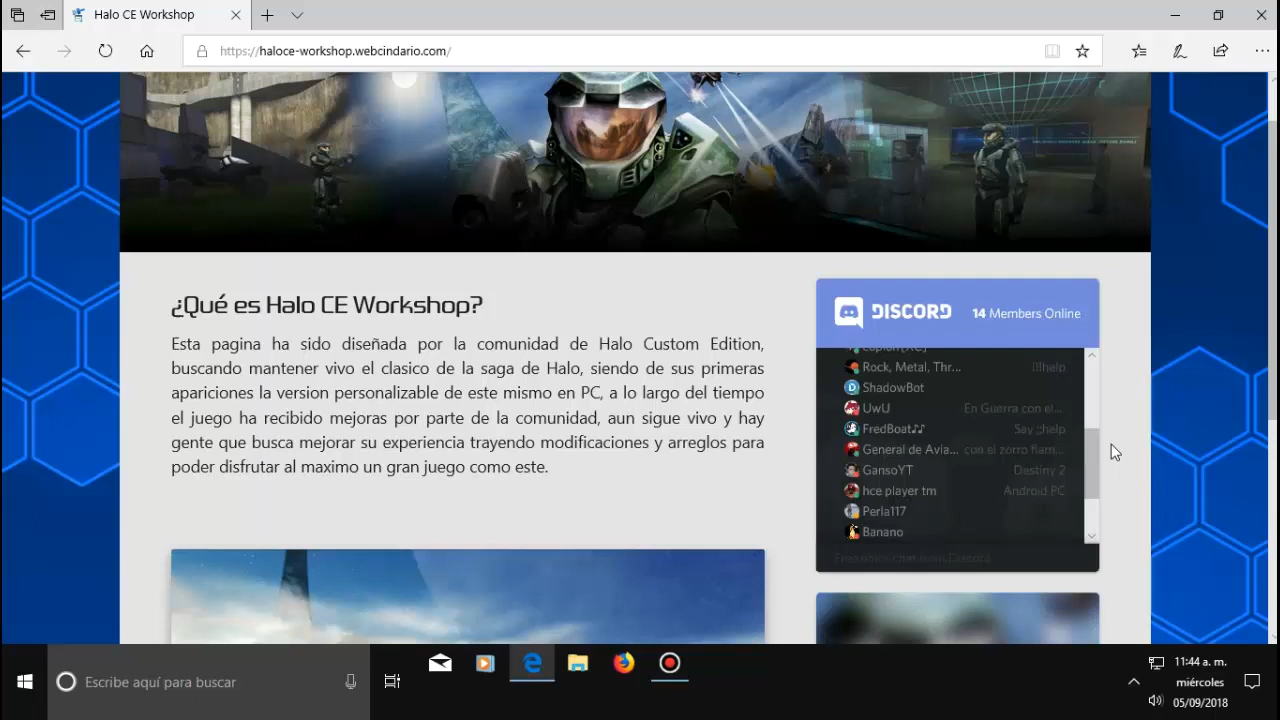 Halo CE Workshop
https://haloce-workshop.webcindario.com/
¿Qué es Halo CE Workshop?
Esta pagina ha sido diseñada por la comunidad de Halo Custom Edition,
buscando mantener vivo el clasico de la saga de Halo, siendo de sus primeras
apariciones la version personalizable de este mismo en PC, a lo largo del tiempo
el juego ha recibido mejoras por parte de la comunidad, aun sigue vivo y hay
gente que busca mejorar su experiencia trayendo modificaciones y arreglos para
poder disfrutar al maximo un gran juego como este.
DISCORD 14 Members Online
Rock, Metal, Thr...
ShadowBot
UwU En Guerra con el...
FredBoat♪♪ Say ;;help
General de Avia... con el zorro flam...
GansoYT Destiny 2
hce player tm Android PC
Perla117
Banano
Escribe aquí para buscar
11:44 a. m.
miércoles
05/09/2018